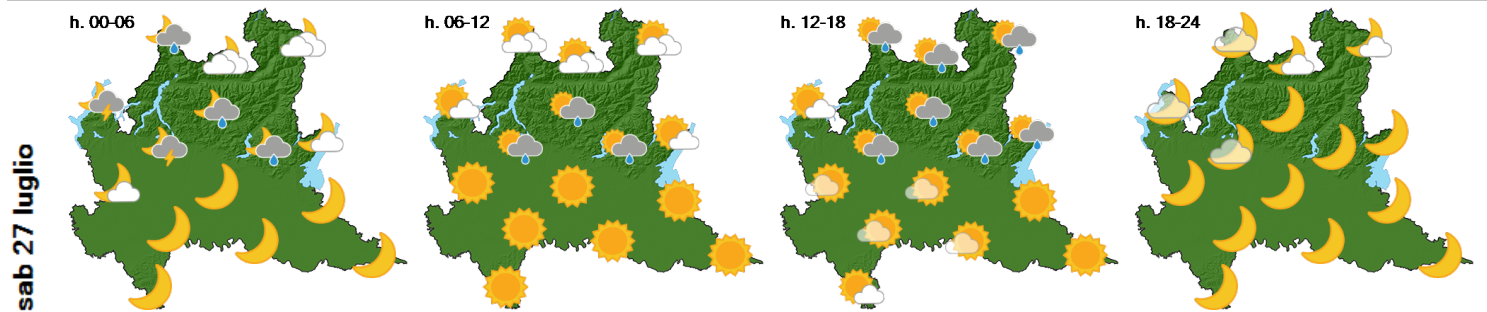 h. 00-06
h. 06-12
h. 12-18
h. 18-24
sab 27 luglio